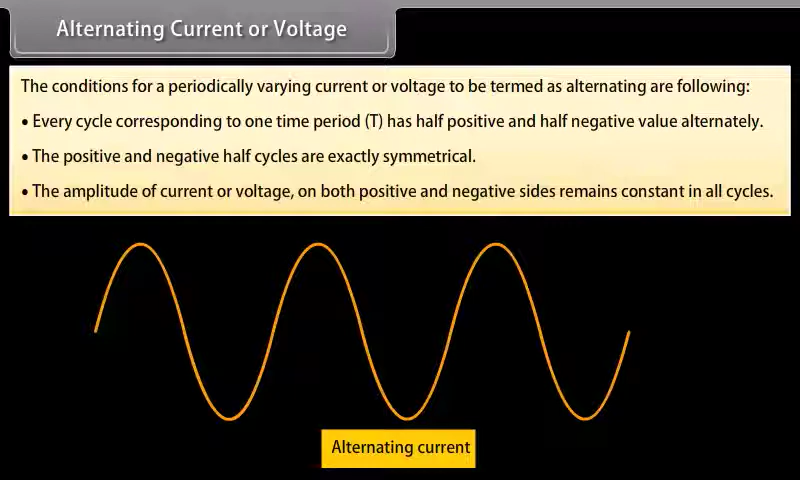 Alternating Current or Voltage
The conditions for a periodically varying current or voltage to be termed as alternating are following:
• Every cycle corresponding to one time period (T) has half positive and half negative value alternately.
• The positive and negative half cycles are exactly symmetrical.
• The amplitude of current or voltage, on both positive and negative sides remains constant in all cycles.
Alternating current